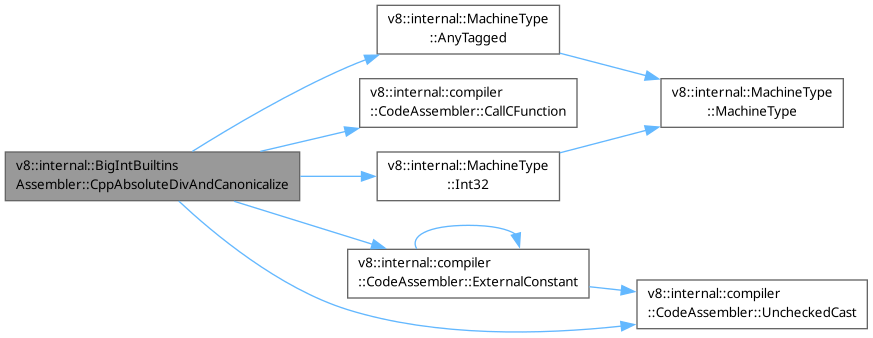 v8::internal::MachineType
::AnyTagged
v8::internal::compiler
::CodeAssembler::CallCFunction
v8::internal::MachineType
::MachineType
v8::internal::BigIntBuiltins
Assembler::CppAbsoluteDivAndCanonicalize
v8::internal::MachineType
::Int32
v8::internal::compiler
::CodeAssembler::ExternalConstant
v8::internal::compiler
::CodeAssembler::UncheckedCast